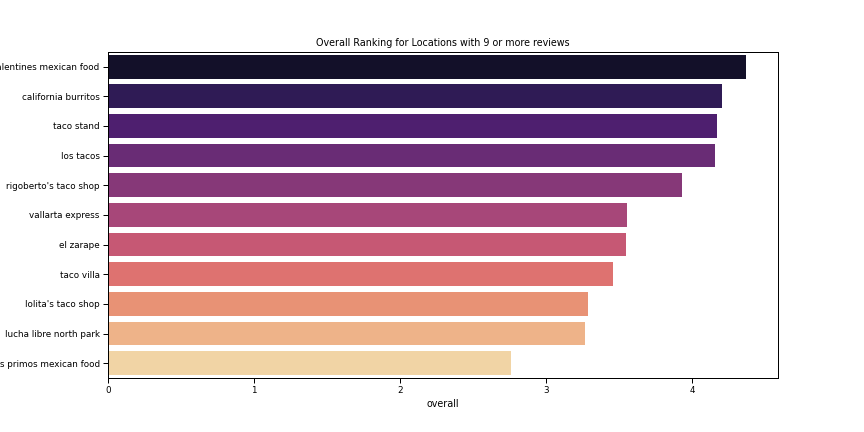 Overall Ranking for Locations with 9 or more reviews
mexican food
california burritos
taco stand
los tacos
rigoberto's taco shop
vallarta express
el zarape
taco villa
lolita's taco shop
lucha libre north park
primos mexican food
0 1 2 3 4
overall